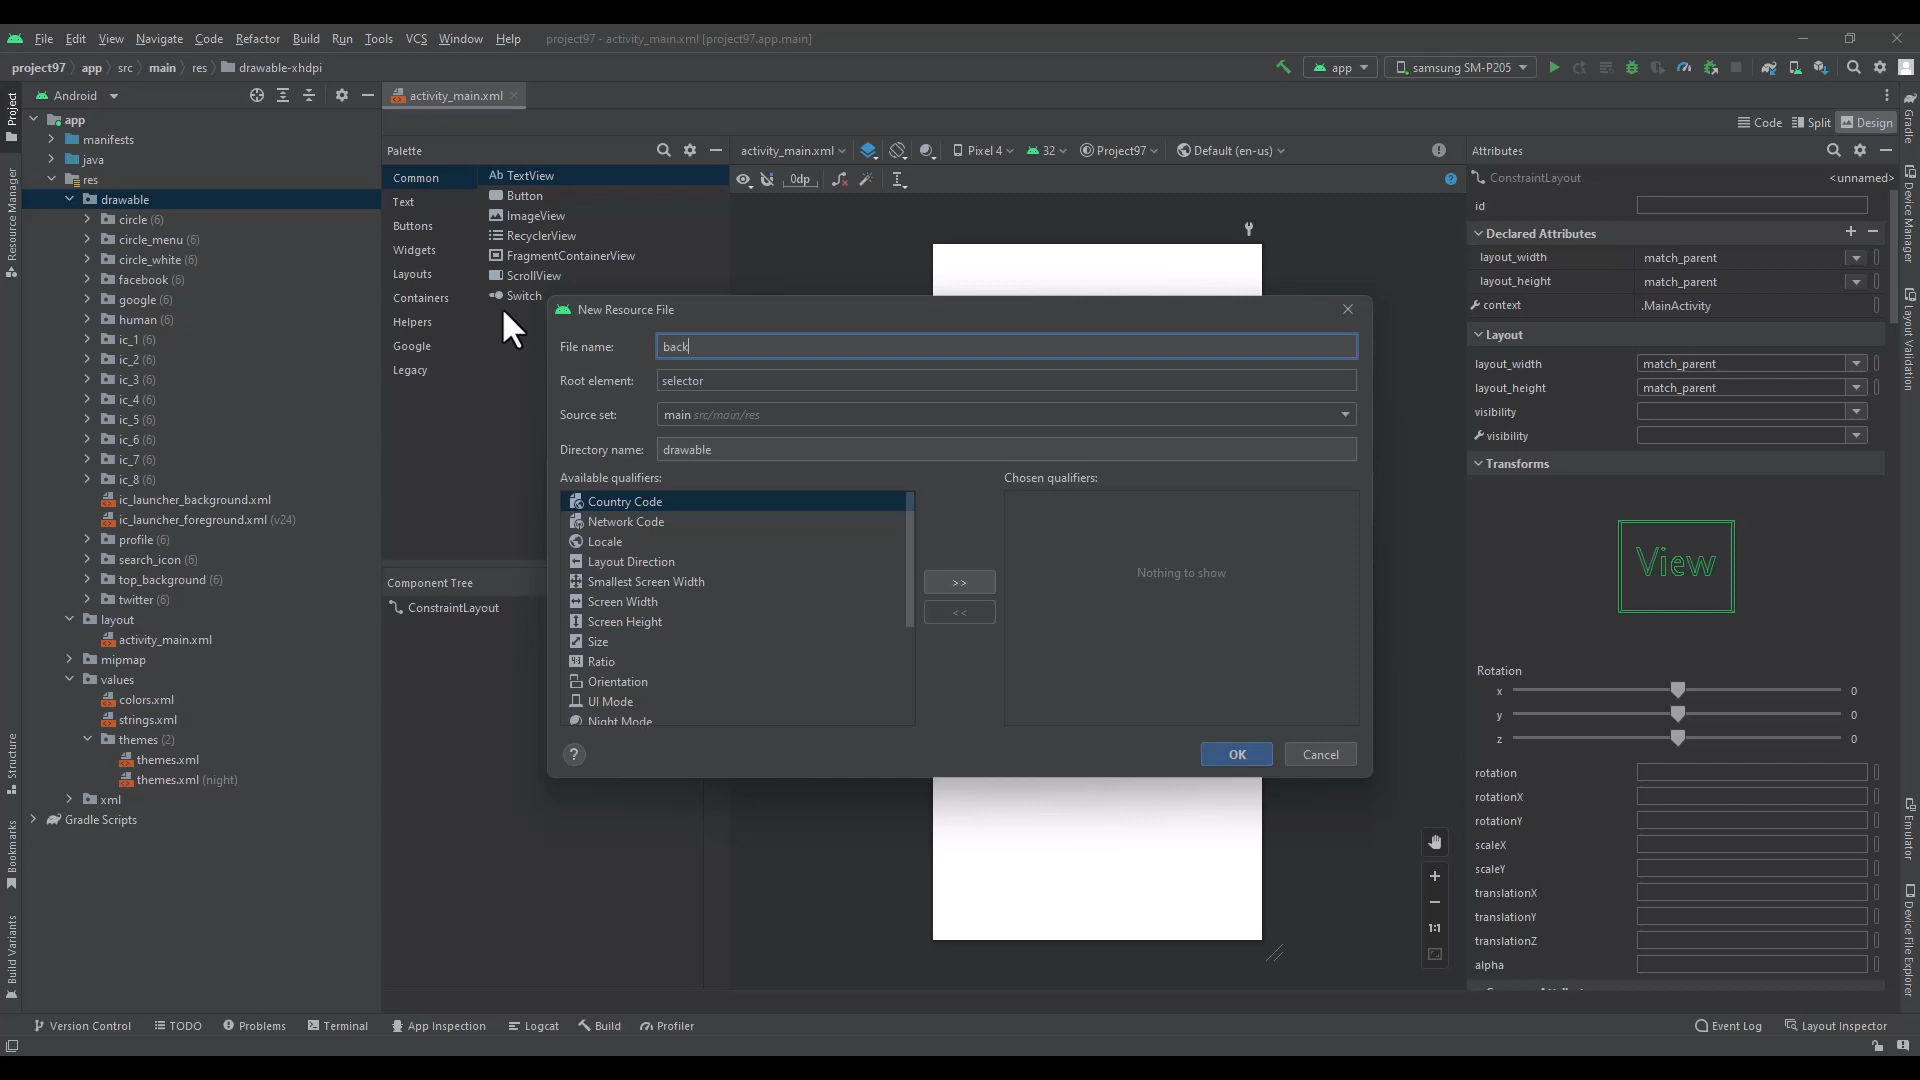 File Edit View Navigate Code Refactor Build Run Tools VCS Window Help project97 - activity_main.xml [project97.app.main]
project97 app src main res drawable-xhdpi app samsung SM-P205
Android activity_main.xml
Code Split Design
Project
Resource Manager
Structure
Bookmarks
Build Variants
app
manifests
java
res
drawable
circle (6)
circle_menu (6)
circle_white (6)
facebook (6)
google (6)
human (6)
ic_1 (6)
ic_2 (6)
ic_3 (6)
ic_4 (6)
ic_5 (6)
ic_6 (6)
ic_7 (6)
ic_8 (6)
ic_launcher_background.xml
ic_launcher_foreground.xml (v24)
profile (6)
search_icon (6)
top_background (6)
twitter (6)
layout
activity_main.xml
mipmap
values
colors.xml
strings.xml
themes (2)
themes.xml
themes.xml (night)
xml
Gradle Scripts
Palette
Common
Text
Buttons
Widgets
Layouts
Containers
Helpers
Google
Legacy
Ab TextView
Button
ImageView
RecyclerView
FragmentContainerView
ScrollView
Switch
Component Tree
ConstraintLayout
activity_main.xml Pixel 4 32 Project97 Default (en-us)
0dp
New Resource File
File name: back
Root element: selector
Source set: main src/main/res
Directory name: drawable
Available qualifiers: Chosen qualifiers:
Country Code
Network Code
Locale
Layout Direction
Smallest Screen Width
Screen Width
Screen Height
Size
Ratio
Orientation
UI Mode
Night Mode
>>
<<
Nothing to show
? OK Cancel
1:1
Attributes
ConstraintLayout <unnamed>
id
Declared Attributes
layout_width match_parent
layout_height match_parent
context .MainActivity
Layout
layout_width match_parent
layout_height match_parent
visibility
visibility
Transforms
View
Rotation
x 0
y 0
z 0
rotation
rotationX
rotationY
scaleX
scaleY
translationX
translationY
translationZ
alpha
Gradle
Device Manager
Layout Validation
Emulator
Device File Explorer
Version Control TODO Problems Terminal App Inspection Logcat Build Profiler Event Log Layout Inspector